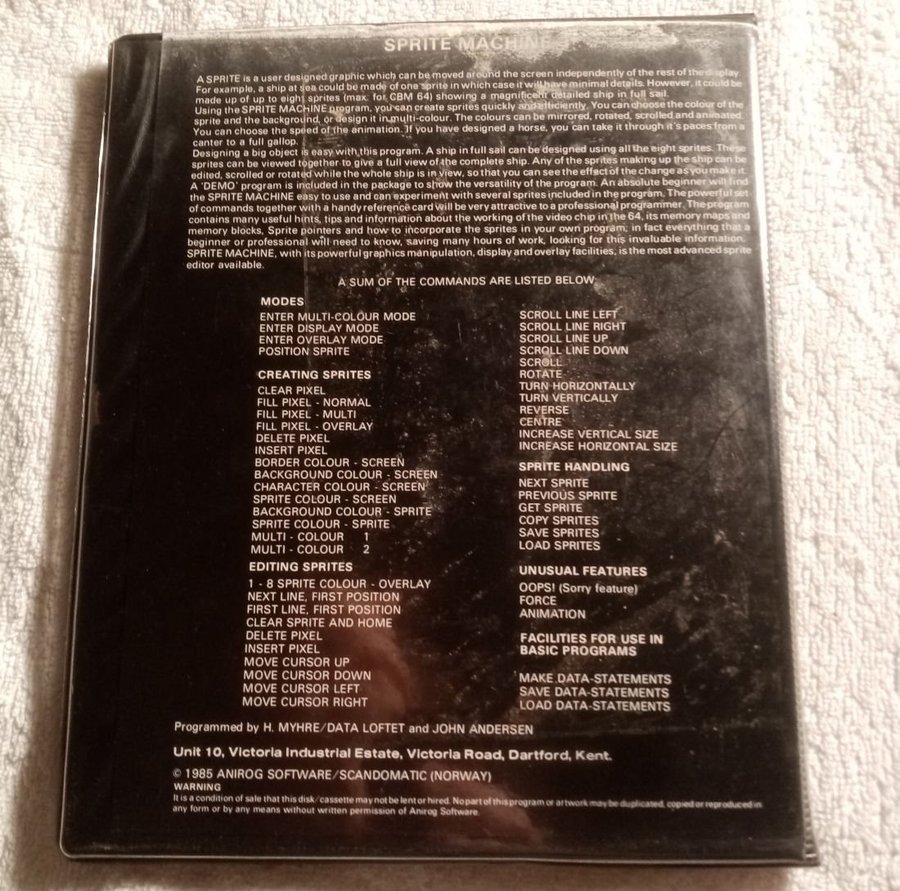 SPRITE MACHINE
A SPRITE is a user designed graphic which can be moved around the screen independently of the rest of the display.
For example, a ship at sea could be made of one sprite in which case it will have minimal details. However, it could be
made up of up to eight sprites (max. for CBM 64) showing a magnificent detailed ship in full sail.
Using the SPRITE MACHINE program, you can create sprites quickly and efficiently. You can choose the colour of the
sprite and the background, or design it in multi-colour. The colours can be mirrored, rotated, scrolled and animated.
You can choose the speed of the animation. If you have designed a horse, you can take it through it's paces from a
canter to a full gallop.
Designing a big object is easy with this program. A ship in full sail can be designed using all the eight sprites. These
sprites can be viewed together to give a full view of the complete ship. Any of the sprites making up the ship can be
edited, scrolled or rotated while the whole ship is in view, so that you can see the effect of the change as you make it.
A 'DEMO' program is included in the package to show the versatility of the program. An absolute beginner will find
the SPRITE MACHINE easy to use and can experiment with several sprites included in the program. The powerful set
of commands together with a handy reference card will be very attractive to a professional programmer. The program
contains many useful hints, tips and information about the working of the video chip in the 64, its memory maps and
memory blocks, Sprite pointers and how to incorporate the sprites in your own program, in fact everything that a
beginner or professional will need to know, saving many hours of work, looking for this invaluable information.
SPRITE MACHINE, with its powerful graphics manipulation, display and overlay facilities, is the most advanced sprite
editor available.
A SUM OF THE COMMANDS ARE LISTED BELOW:
MODES
ENTER MULTI-COLOUR MODE
ENTER DISPLAY MODE
ENTER OVERLAY MODE
POSITION SPRITE
CREATING SPRITES
CLEAR PIXEL
FILL PIXEL - NORMAL
FILL PIXEL - MULTI
FILL PIXEL - OVERLAY
DELETE PIXEL
INSERT PIXEL
BORDER COLOUR - SCREEN
BACKGROUND COLOUR - SCREEN
CHARACTER COLOUR - SCREEN
SPRITE COLOUR - SCREEN
BACKGROUND COLOUR - SPRITE
SPRITE COLOUR - SPRITE
MULTI - COLOUR 1
MULTI - COLOUR 2
EDITING SPRITES
1 - 8 SPRITE COLOUR - OVERLAY
NEXT LINE, FIRST POSITION
FIRST LINE, FIRST POSITION
CLEAR SPRITE AND HOME
DELETE PIXEL
INSERT PIXEL
MOVE CURSOR UP
MOVE CURSOR DOWN
MOVE CURSOR LEFT
MOVE CURSOR RIGHT
SCROLL LINE LEFT
SCROLL LINE RIGHT
SCROLL LINE UP
SCROLL LINE DOWN
SCROLL
ROTATE
TURN HORIZONTALLY
TURN VERTICALLY
REVERSE
CENTRE
INCREASE VERTICAL SIZE
INCREASE HORIZONTAL SIZE
SPRITE HANDLING
NEXT SPRITE
PREVIOUS SPRITE
GET SPRITE
COPY SPRITES
SAVE SPRITES
LOAD SPRITES
UNUSUAL FEATURES
OOPS! (Sorry feature)
FORCE
ANIMATION
FACILITIES FOR USE IN
BASIC PROGRAMS
MAKE DATA-STATEMENTS
SAVE DATA-STATEMENTS
LOAD DATA-STATEMENTS
Programmed by H. MYHRE/DATA LOFTET and JOHN ANDERSEN
Unit 10, Victoria Industrial Estate, Victoria Road, Dartford, Kent.
© 1985 ANIROG SOFTWARE/SCANDOMATIC (NORWAY)
WARNING
It is a condition of sale that this disk/cassette may not be lent or hired. No part of this program or artwork may be duplicated, copied or reproduced in
any form or by any means without written permission of Anirog Software.